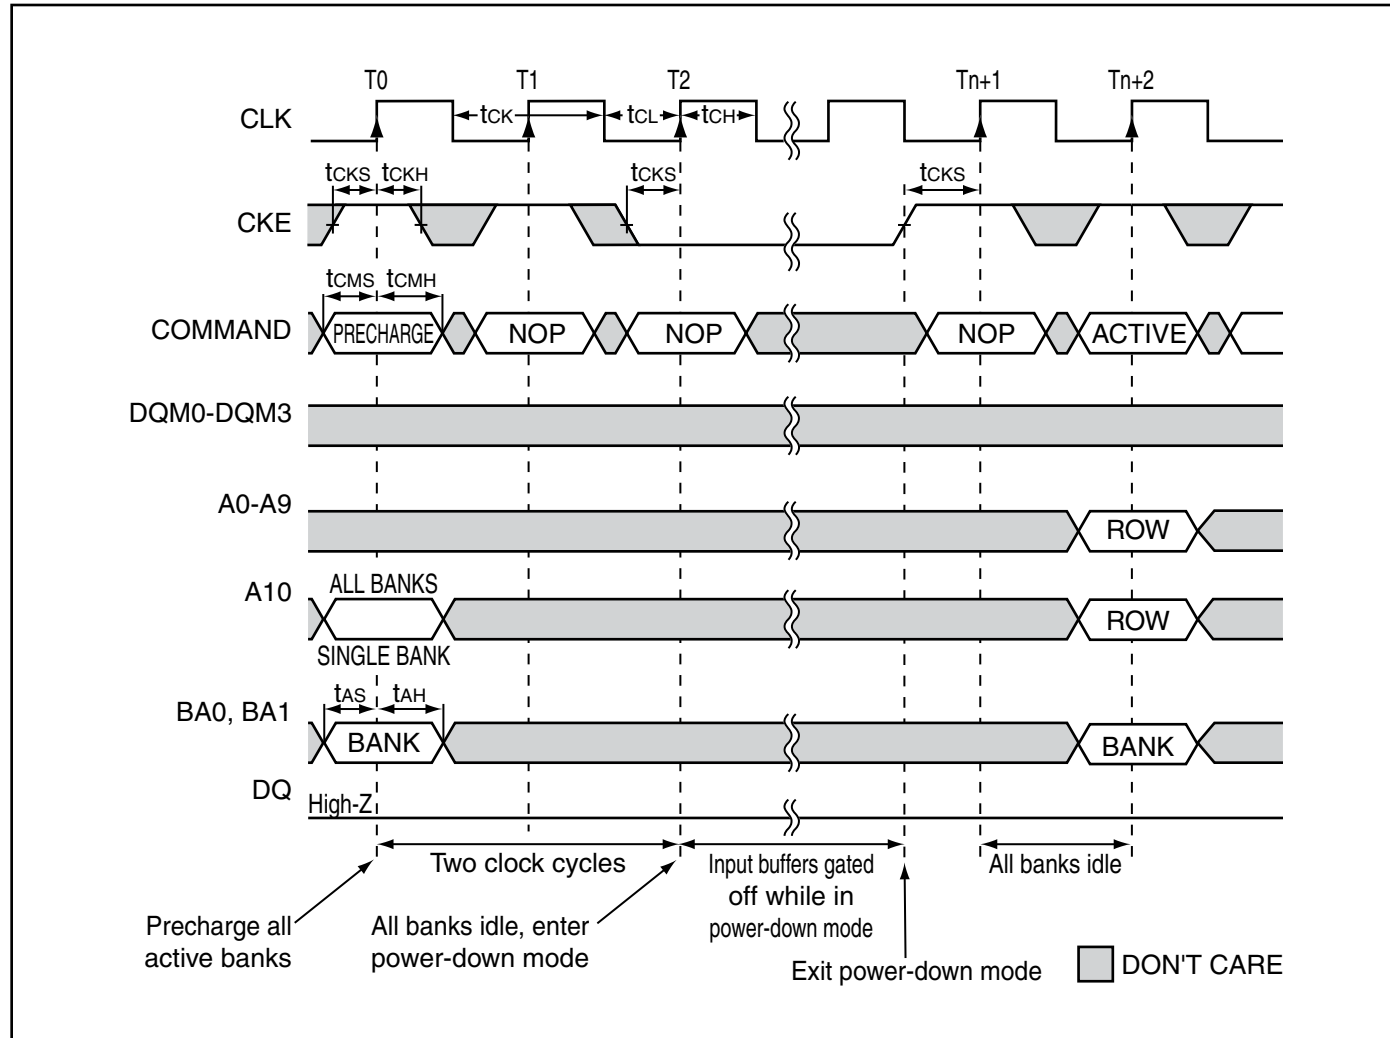 T0 T1 T2 Tn+1 Tn+2
CLK tCK tCL tCH
tCKS tCKH tCKS tCKS
CKE
tCMS tCMH
COMMAND PRECHARGE NOP NOP NOP ACTIVE
DQM0-DQM3
A0-A9 ROW
A10 ALL BANKS ROW
SINGLE BANK
tAS tAH
BA0, BA1 BANK BANK
DQ High-Z
Two clock cycles
Input buffers gated
off while in
power-down mode
All banks idle
Precharge all
active banks
All banks idle, enter
power-down mode
Exit power-down mode
DON'T CARE